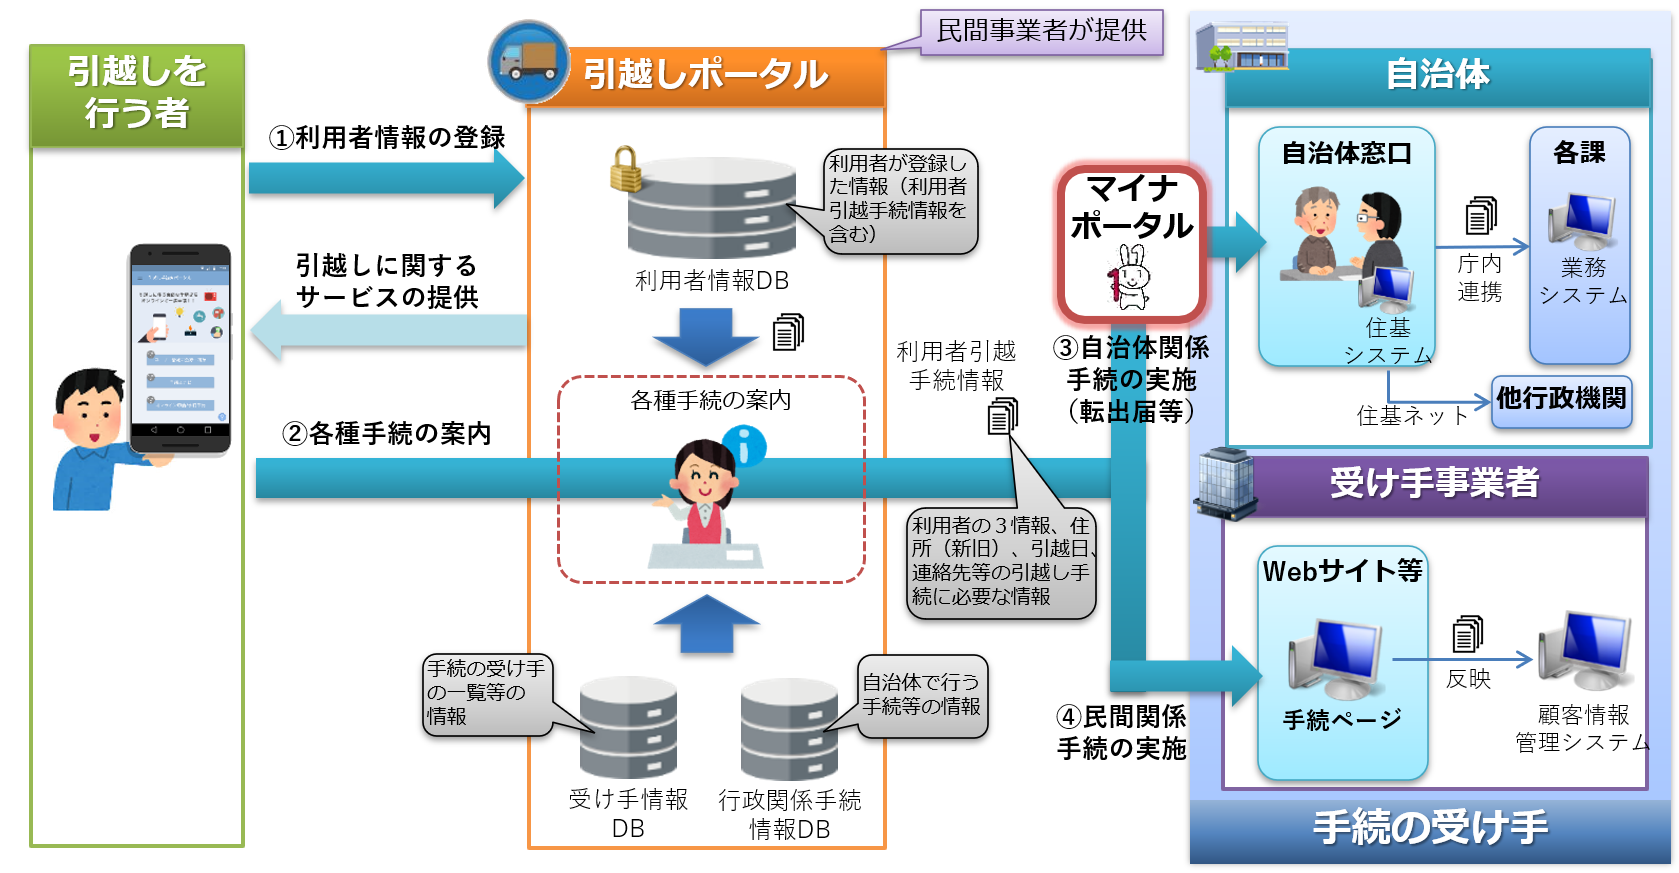 引越しを
行う者
①利用者情報の登録
引越しに関する
サービスの提供
②各種手続の案内
引越しポータル
民間事業者が提供
利用者が登録し
た情報（利用者
引越手続情報を
含む）
利用者情報DB
各種手続の案内
手続の受け手
の一覧等の
情報
自治体で行う
手続等の情報
受け手情報
DB
行政関係手続
情報DB
利用者引越
手続情報
利用者の３情報、住
所（新旧）、引越日、
連絡先等の引越し手
続に必要な情報
マイナ
ポータル
1
③自治体関係
手続の実施
（転出届等）
④民間関係
手続の実施
自治体
自治体窓口
住基
システム
庁内
連携
各課
業務
システム
住基ネット
他行政機関
受け手事業者
Webサイト等
手続ページ
反映
顧客情報
管理システム
手続の受け手